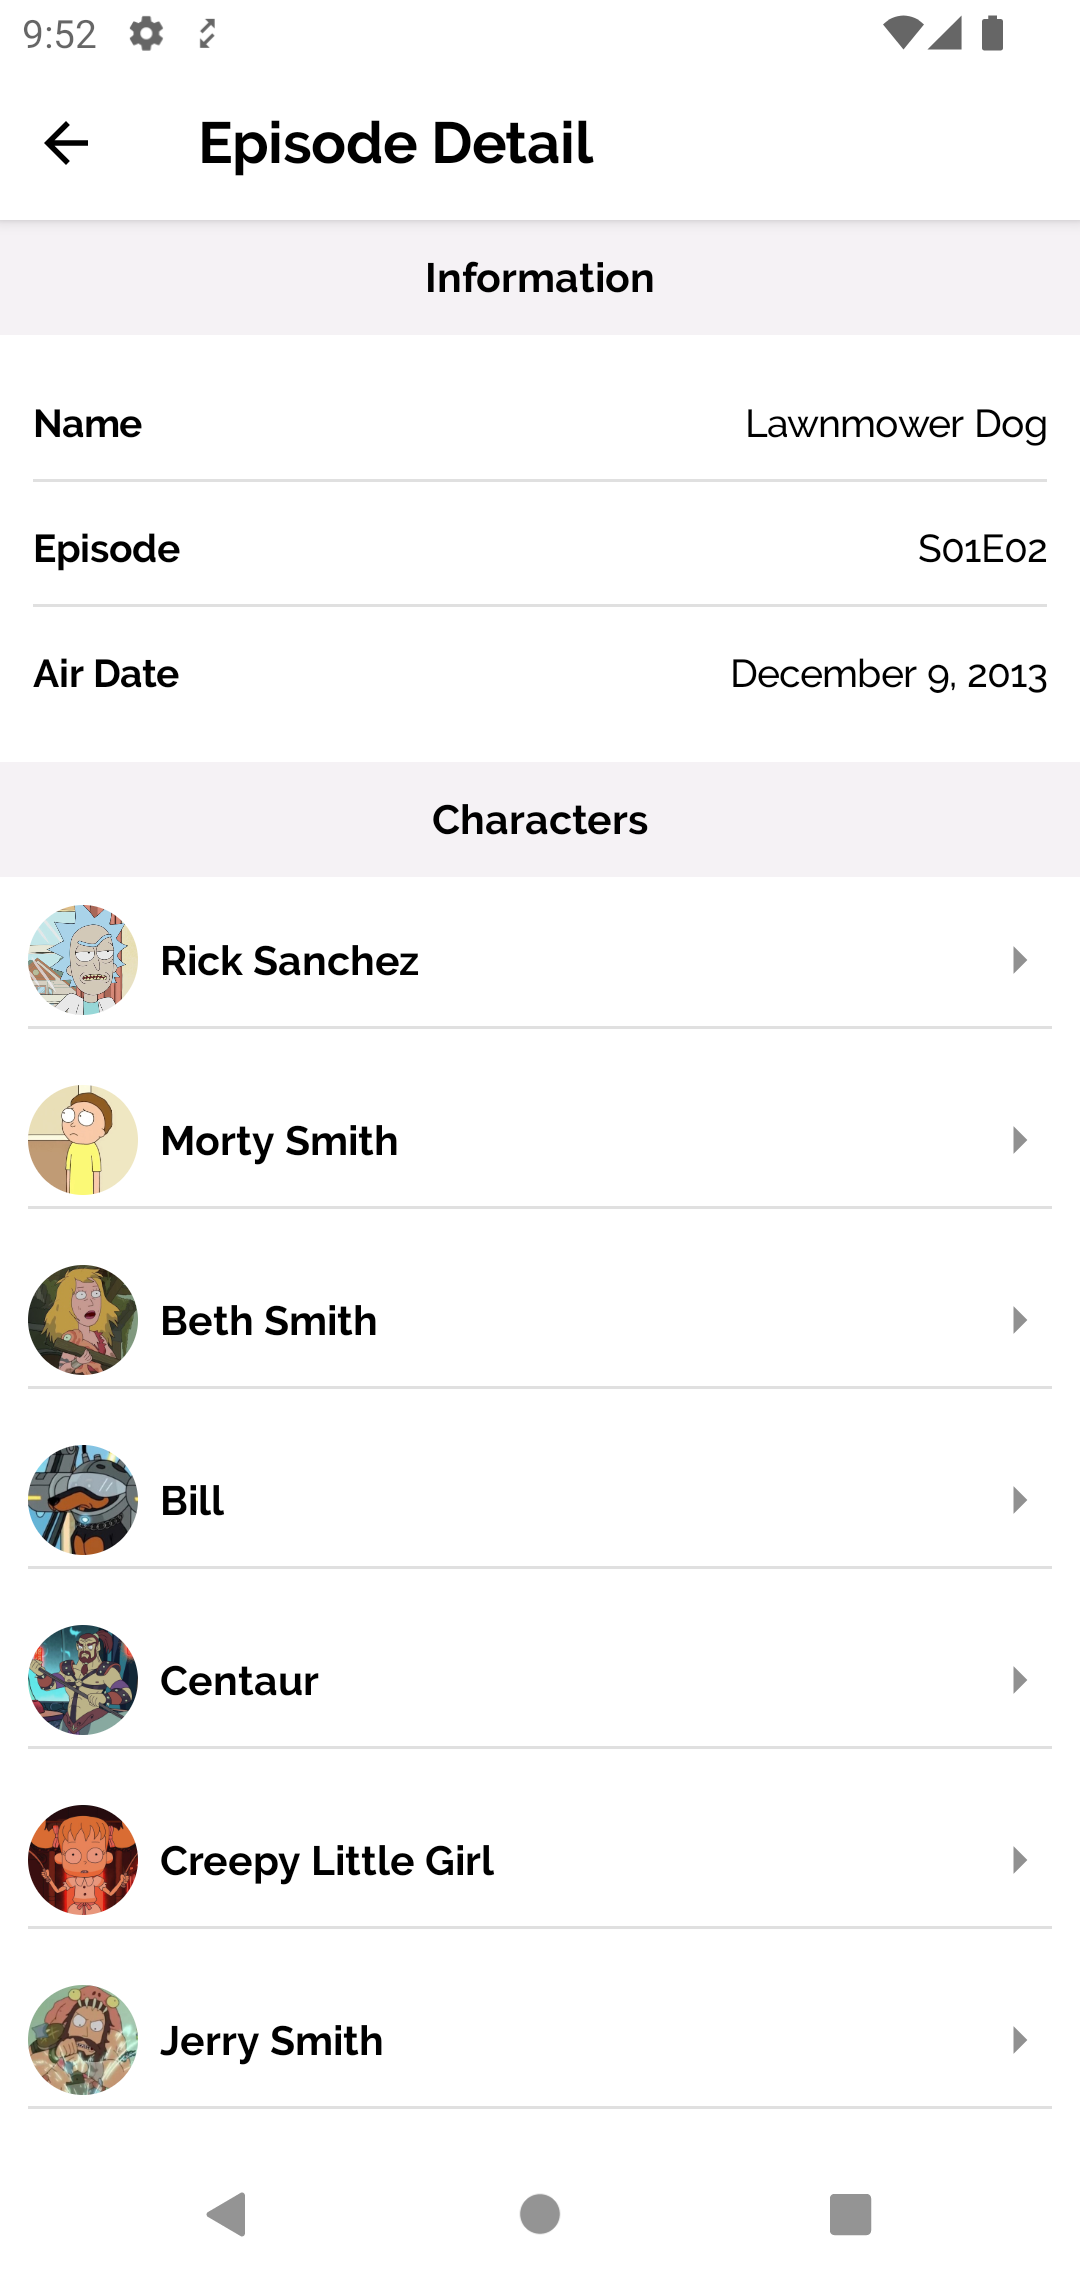 9:52
Episode Detail
Information
Name Lawnmower Dog
Episode S01E02
Air Date December 9, 2013
Characters
Rick Sanchez
Morty Smith
Beth Smith
Bill
Centaur
Creepy Little Girl
Jerry Smith